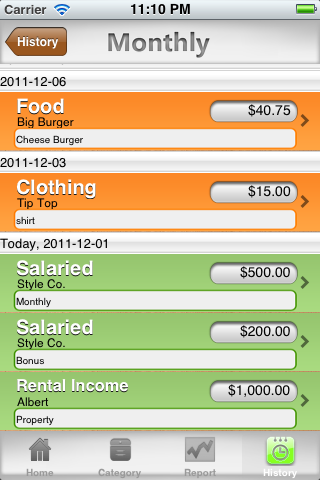 Carrier 11:10 PM
History Monthly
2011-12-06
Food $40.75
Big Burger
Cheese Burger
2011-12-03
Clothing $15.00
Tip Top
shirt
Today, 2011-12-01
Salaried $500.00
Style Co.
Monthly
Salaried $200.00
Style Co.
Bonus
Rental Income $1,000.00
Albert
Property
Home Category Report History